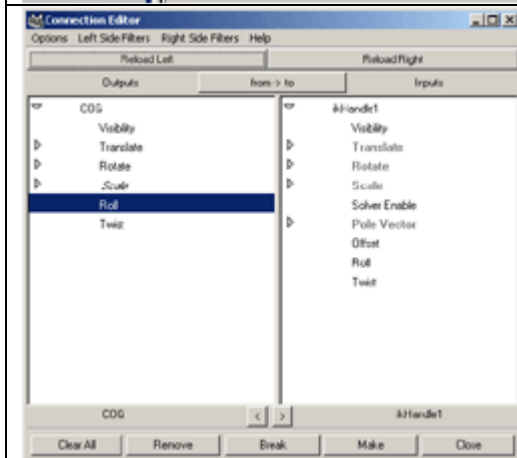 Connection Editor
Options Left Side Filters Right Side Filters Help
Reload Left Reload Right
Outputs from -> to Inputs
COG ikHandle1
Visibility Visibility
Translate Translate
Rotate Rotate
Scale Scale
Roll Solver Enable
Twist Pole Vector
Offset
Roll
Twist
COG < > ikHandle1
Clear All Remove Break Make Close